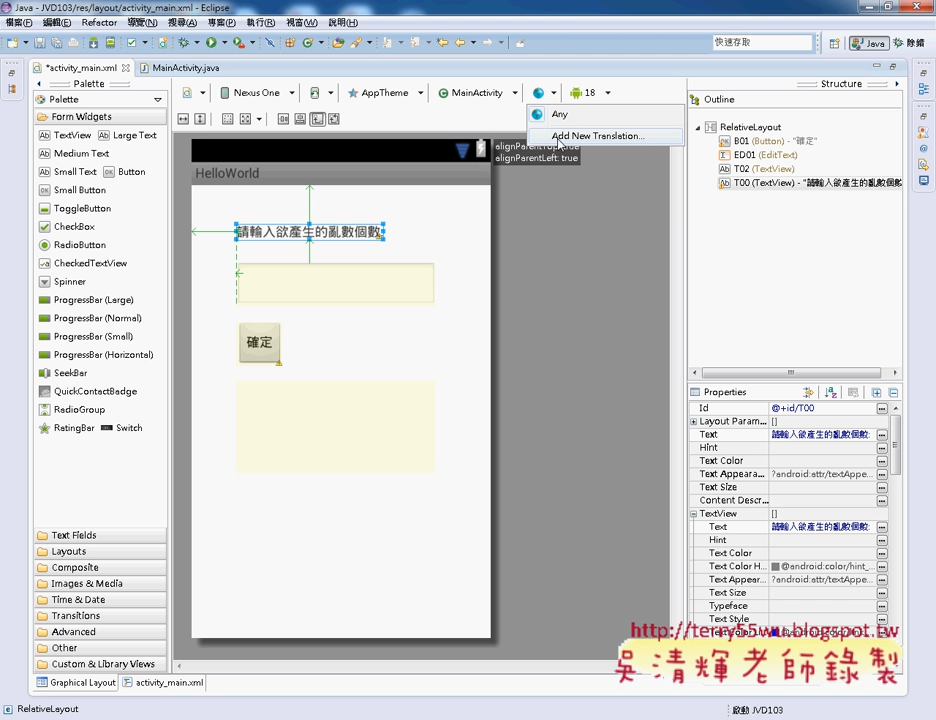 Java - JVD103/res/layout/activity_main.xml - Eclipse
檔案(F) 編輯(E) Refactor 導覽(N) 搜尋(A) 專案(P) 執行(R) 視窗(W) 說明(H)
快速存取 Java 除錯
*activity_main.xml MainActivity.java
Palette
Palette
Form Widgets
TextView Large Text
Medium Text
Small Text Button
Small Button
ToggleButton
CheckBox
RadioButton
CheckedTextView
Spinner
ProgressBar (Large)
ProgressBar (Normal)
ProgressBar (Small)
ProgressBar (Horizontal)
SeekBar
QuickContactBadge
RadioGroup
RatingBar Switch
Text Fields
Layouts
Composite
Images & Media
Time & Date
Transitions
Advanced
Other
Custom & Library Views
Graphical Layout activity_main.xml
RelativeLayout
Nexus One AppTheme MainActivity 18
Any
Add New Translation...
alignParentLeft: true
HelloWorld
請輸入欲產生的亂數個數
確定
Structure
Outline
RelativeLayout
B01 (Button) - "確定"
ED01 (EditText)
T02 (TextView)
T00 (TextView) - "請輸入欲產生的亂數個數
Properties
Id @+id/T00
Layout Param... []
Text 請輸入欲產生的亂數個數:
Hint
Text Color
Text Appeara... ?android:attr/textAppe...
Text Size
Content Descr...
TextView []
Text 請輸入欲產生的亂數個數:
Hint
Text Color
Text Color H... @android:color/hint_...
Text Appear... ?android:attr/textAppe...
Text Size
Typeface
Text Style
http://terry55wu.blogspot.tw
吳清輝老師錄製
啟動 JVD103